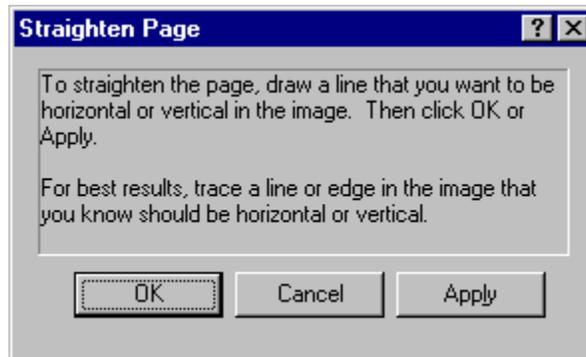 Straighten Page
To straighten the page, draw a line that you want to be
horizontal or vertical in the image.  Then click OK or
Apply.
For best results, trace a line or edge in the image that
you know should be horizontal or vertical.
OK Cancel Apply